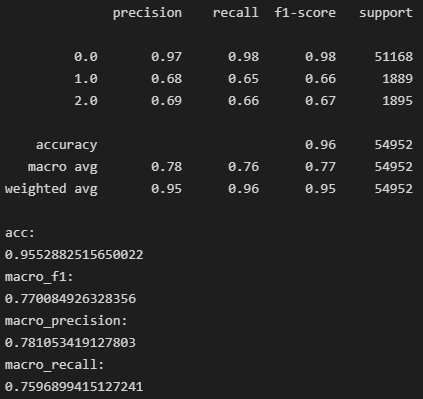 precision recall f1-score support
0.0 0.97 0.98 0.98 51168
1.0 0.68 0.65 0.66 1889
2.0 0.69 0.66 0.67 1895
accuracy 0.96 54952
macro avg 0.78 0.76 0.77 54952
weighted avg 0.95 0.96 0.95 54952
acc:
0.9552882515650022
macro_f1:
0.770084926328356
macro_precision:
0.781053419127803
macro_recall:
0.7596899415127241